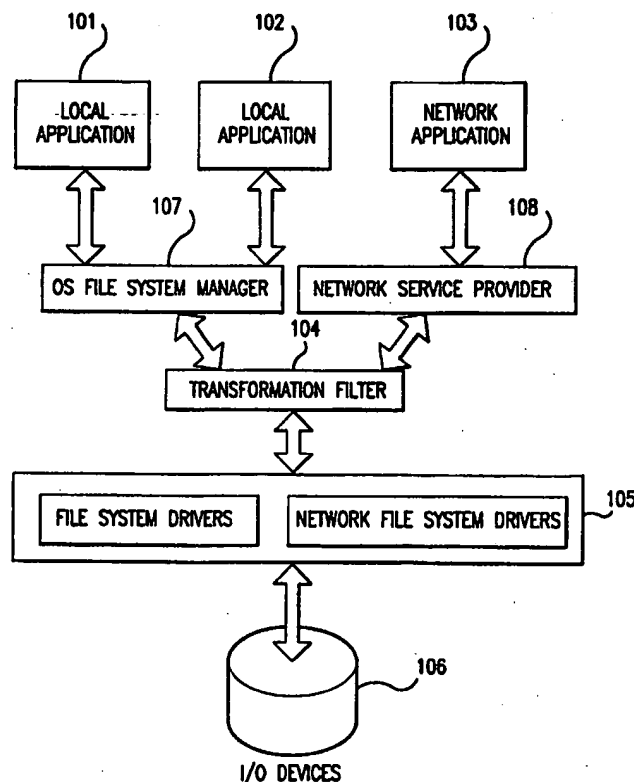 101
102
103
LOCAL
APPLICATION
LOCAL
APPLICATION
NETWORK
APPLICATION
107
108
OS FILE SYSTEM MANAGER
NETWORK SERVICE PROVIDER
104
TRANSFORMATION FILTER
105
FILE SYSTEM DRIVERS
NETWORK FILE SYSTEM DRIVERS
106
I/O DEVICES